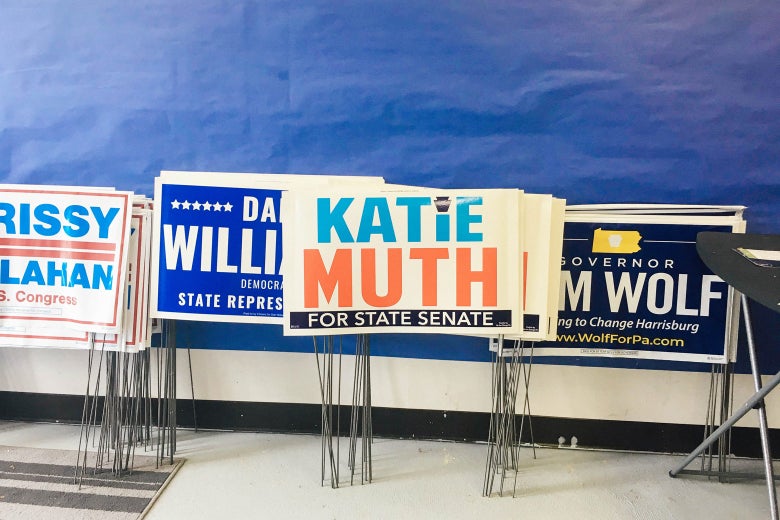 RISSY
LAHAN
S. Congress
DA
WILLI
DEMOCRA
STATE REPRES
KATIE
MUTH
FOR STATE SENATE
GOVERNOR
M WOLF
ing to Change Harrisburg
www.WolfForPa.com